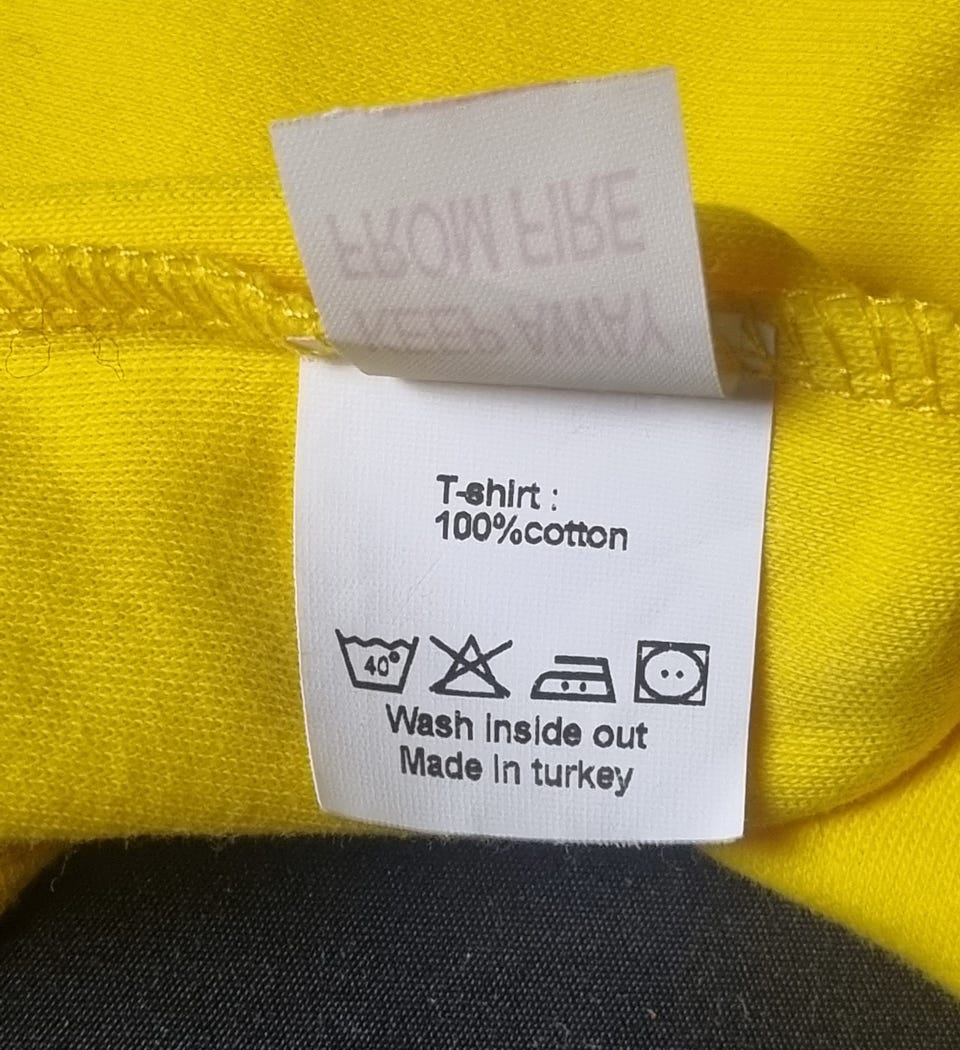 KEEP AWAY
FROM FIRE
T-shirt :
100%cotton
40°
Wash inside out
Made in turkey